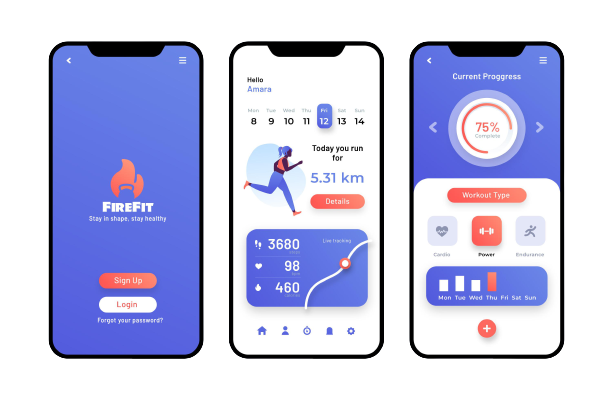 FIREFIT
Stay in shape, stay healthy
Sign Up
Login
Forgot your password?
Hello
Amara
Mon Tue Wed Thu Fri Sat Sun
8 9 10 11 12 13 14
Today you run
for
5.31 km
Details
3680
Live tracking
98
460
Current Proggress
75%
Complete
Workout Type
Cardio Power Endurance
Mon Tue Wed Thu Fri Sat Sun